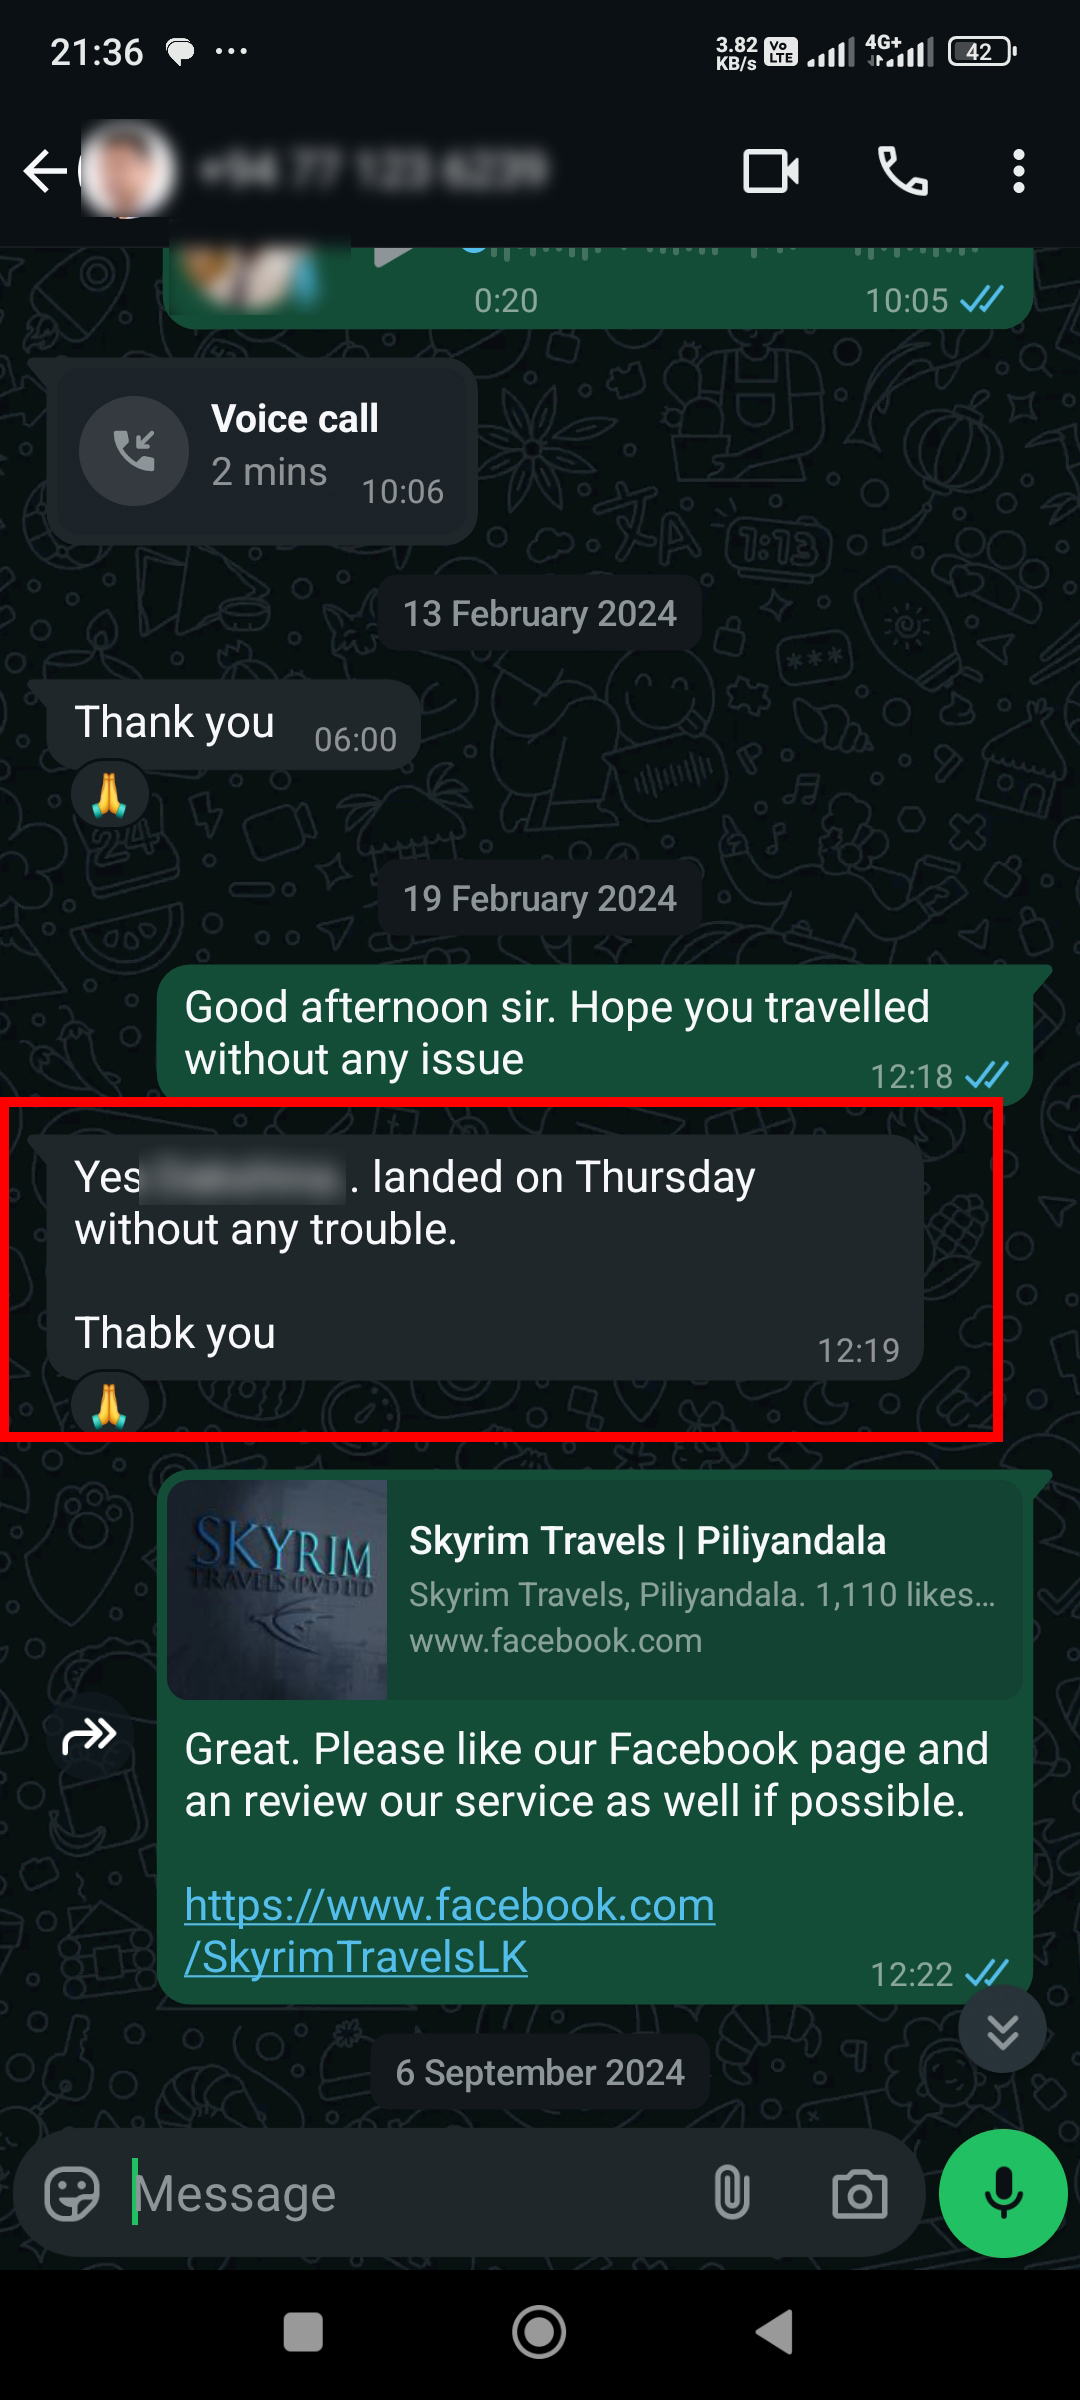 21:36
3.82
KB/s
Vo
LTE
4G+
42
0:20
10:05
Voice call
2 mins
10:06
13 February 2024
Thank you
06:00
19 February 2024
Good afternoon sir. Hope you travelled
without any issue
12:18
Yes . landed on Thursday
without any trouble.
Thabk you
12:19
SKYRIM
TRAVELS (PVT) LTD
Skyrim Travels | Piliyandala
Skyrim Travels, Piliyandala. 1,110 likes...
www.facebook.com
Great. Please like our Facebook page and
an review our service as well if possible.
https://www.facebook.com
/SkyrimTravelsLK
12:22
6 September 2024
Message